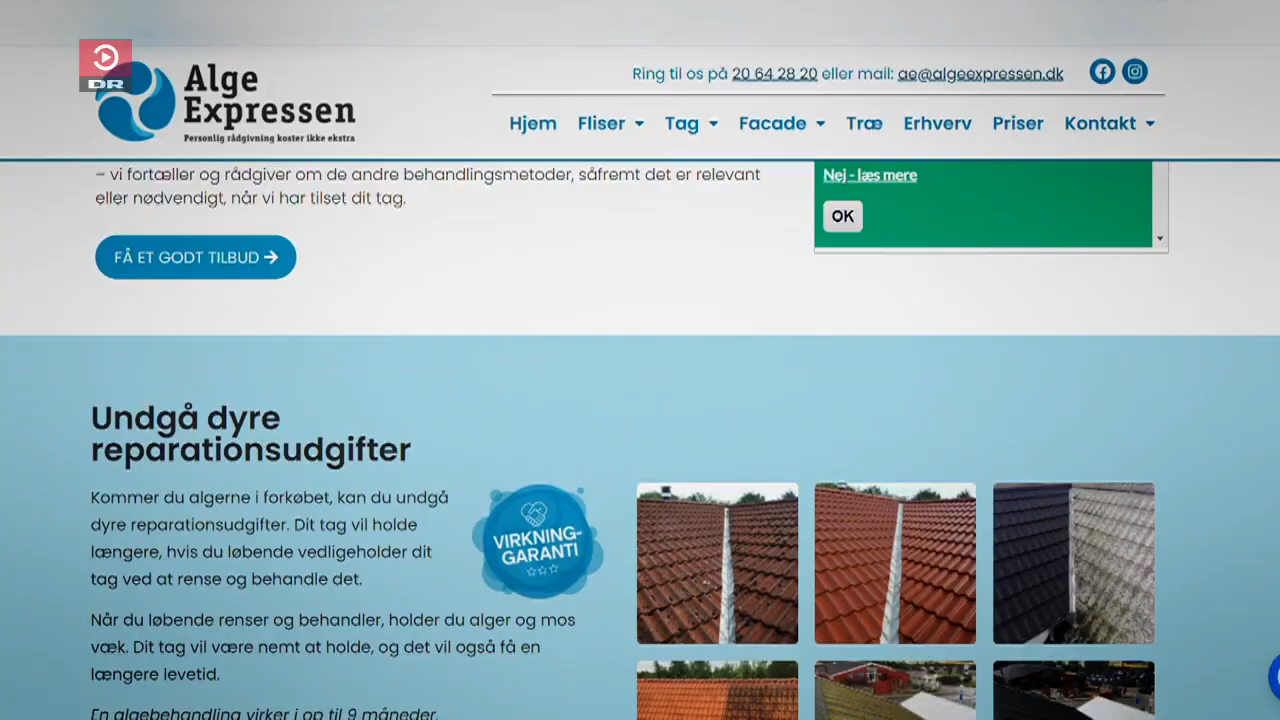 DR
Alge
Expressen
Personlig rådgivning koster ikke ekstra
Ring til os på 20 64 28 20 eller mail: ae@algeexpressen.dk
Hjem Fliser Tag Facade Træ Erhverv Priser Kontakt
– vi fortæller og rådgiver om de andre behandlingsmetoder, såfremt det er relevant
eller nødvendigt, når vi har tilset dit tag.
Nej - læs mere
OK
FÅ ET GODT TILBUD
Undgå dyre
reparationsudgifter
Kommer du algerne i forkøbet, kan du undgå
dyre reparationsudgifter. Dit tag vil holde
længere, hvis du løbende vedligeholder dit
tag ved at rense og behandle det.
VIRKNING-
GARANTI
Når du løbende renser og behandler, holder du alger og mos
væk. Dit tag vil være nemt at holde, og det vil også få en
længere levetid.
En algebehandling virker i op til 9 måneder.